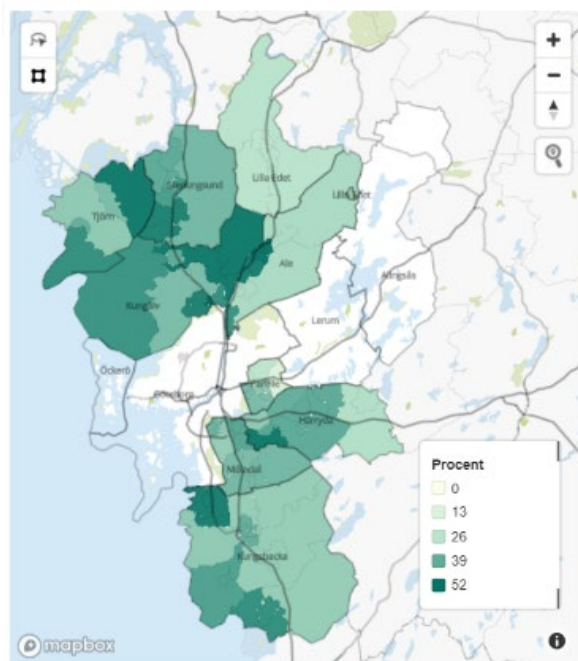 Stenungsund
Lilla Edet
Lilla Edet
Tjörn
Ale
Alingsås
Kungälv
Lerum
Öckerö
Partille
Göteborg
Härryda
Mölndal
Kungsbacka
Procent
0
13
26
39
52
mapbox